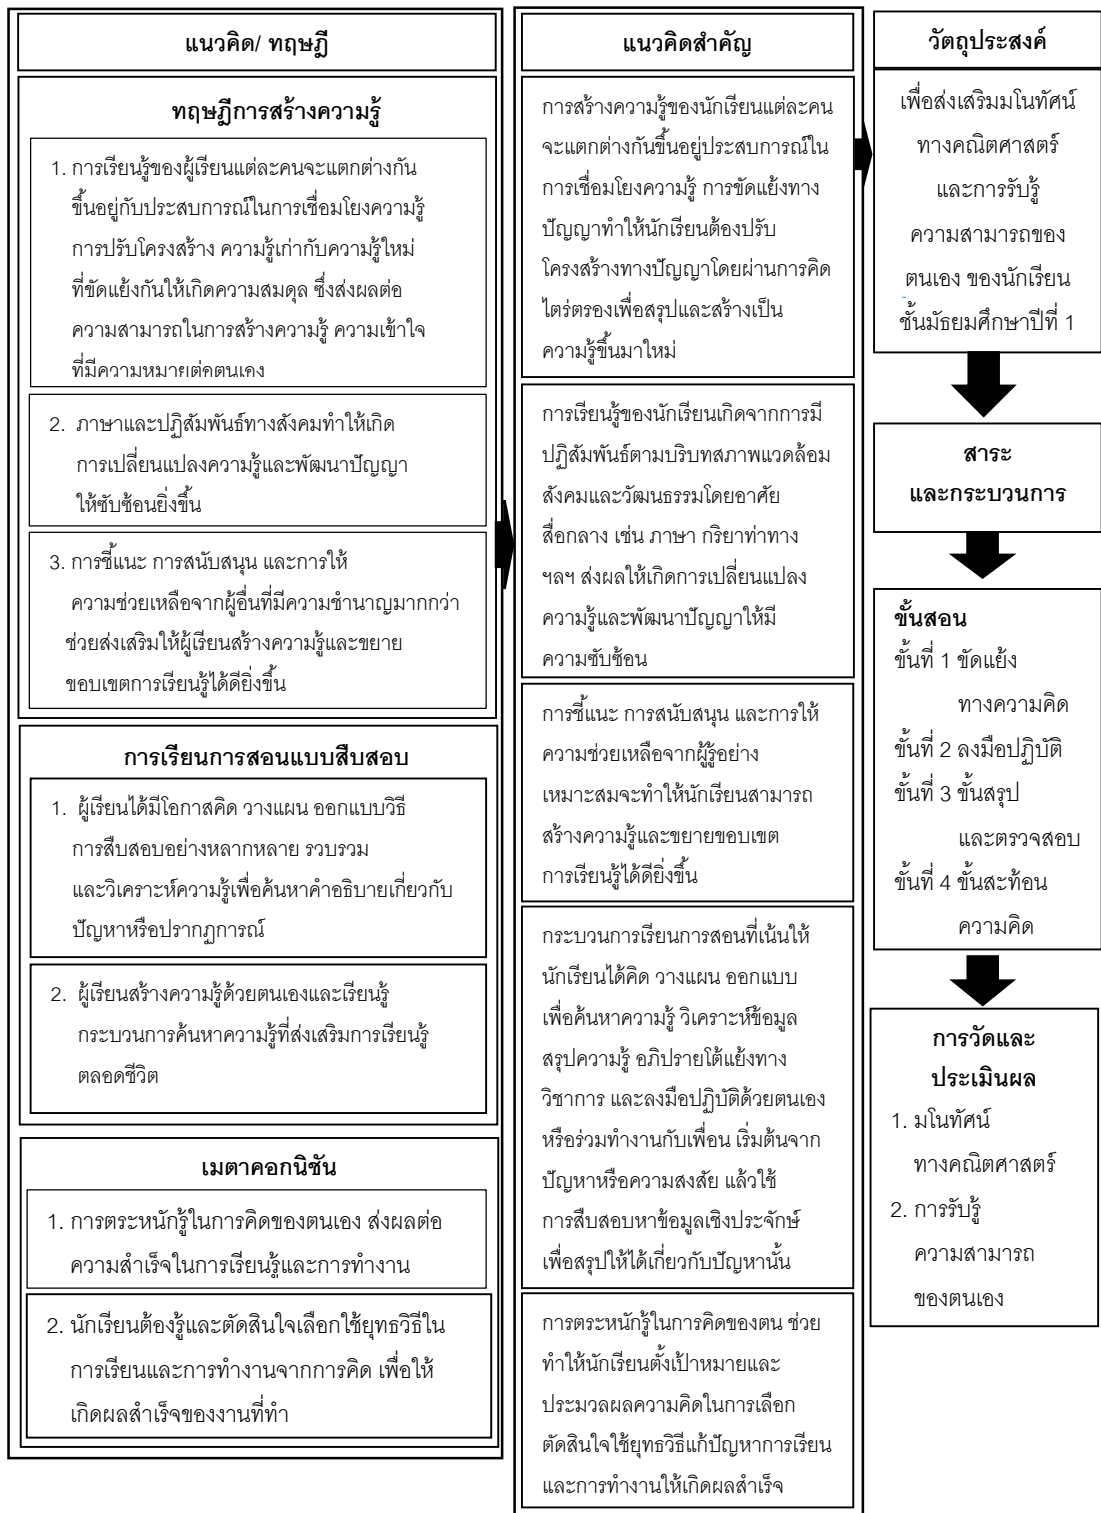 แนวคิด/ ทฤษฎี
ทฤษฎีการสร้างความรู้
1. การเรียนรู้ของผู้เรียนแต่ละคนจะแตกต่างกัน
ขึ้นอยู่กับประสบการณ์ในการเชื่อมโยงความรู้
การปรับโครงสร้าง ความรู้เก่ากับความรู้ใหม่
ที่ขัดแย้งกันให้เกิดความสมดุล ซึ่งส่งผลต่อ
ความสามารถในการสร้างความรู้ ความเข้าใจ
ที่มีความหมายต่อตนเอง
2. ภาษาและปฏิสัมพันธ์ทางสังคมทำให้เกิด
การเปลี่ยนแปลงความรู้และพัฒนาปัญญา
ให้ซับซ้อนยิ่งขึ้น
3. การชี้แนะ การสนับสนุน และการให้
ความช่วยเหลือจากผู้อื่นที่มีความชำนาญมากกว่า
ช่วยส่งเสริมให้ผู้เรียนสร้างความรู้และขยาย
ขอบเขตการเรียนรู้ได้ดียิ่งขึ้น
การเรียนการสอนแบบสืบสอบ
1. ผู้เรียนได้มีโอกาสคิด วางแผน ออกแบบวิธี
การสืบสอบอย่างหลากหลาย รวบรวม
และวิเคราะห์ความรู้เพื่อค้นหาคำอธิบายเกี่ยวกับ
ปัญหาหรือปรากฏการณ์
2. ผู้เรียนสร้างความรู้ด้วยตนเองและเรียนรู้
กระบวนการค้นหาความรู้ที่ส่งเสริมการเรียนรู้
ตลอดชีวิต
เมตาคอกนิชัน
1. การตระหนักรู้ในการคิดของตนเอง ส่งผลต่อ
ความสำเร็จในการเรียนรู้และการทำงาน
2. นักเรียนต้องรู้และตัดสินใจเลือกใช้ยุทธวิธีใน
การเรียนและการทำงานจากการคิด เพื่อให้
เกิดผลสำเร็จของงานที่ทำ
แนวคิดสำคัญ
การสร้างความรู้ของนักเรียนแต่ละคน
จะแตกต่างกันขึ้นอยู่ประสบการณ์ใน
การเชื่อมโยงความรู้ การขัดแย้งทาง
ปัญญาทำให้นักเรียนต้องปรับ
โครงสร้างทางปัญญาโดยผ่านการคิด
ไตร่ตรองเพื่อสรุปและสร้างเป็น
ความรู้ขึ้นมาใหม่
การเรียนรู้ของนักเรียนเกิดจากการมี
ปฏิสัมพันธ์ตามบริบทสภาพแวดล้อม
สังคมและวัฒนธรรมโดยอาศัย
สื่อกลาง เช่น ภาษา กริยาท่าทาง
ฯลฯ ส่งผลให้เกิดการเปลี่ยนแปลง
ความรู้และพัฒนาปัญญาให้มี
ความซับซ้อน
การชี้แนะ การสนับสนุน และการให้
ความช่วยเหลือจากผู้รู้อย่าง
เหมาะสมจะทำให้นักเรียนสามารถ
สร้างความรู้และขยายขอบเขต
การเรียนรู้ได้ดียิ่งขึ้น
กระบวนการเรียนการสอนที่เน้นให้
นักเรียนได้คิด วางแผน ออกแบบ
เพื่อค้นหาความรู้ วิเคราะห์ข้อมูล
สรุปความรู้ อภิปรายโต้แย้งทาง
วิชาการ และลงมือปฏิบัติด้วยตนเอง
หรือร่วมทำงานกับเพื่อน เริ่มต้นจาก
ปัญหาหรือความสงสัย แล้วใช้
การสืบสอบหาข้อมูลเชิงประจักษ์
เพื่อสรุปให้ได้เกี่ยวกับปัญหานั้น
การตระหนักรู้ในการคิดของตน ช่วย
ทำให้นักเรียนตั้งเป้าหมายและ
ประมวลผลความคิดในการเลือก
ตัดสินใจใช้ยุทธวิธีแก้ปัญหาการเรียน
และการทำงานให้เกิดผลสำเร็จ
วัตถุประสงค์
เพื่อส่งเสริมมโนทัศน์
ทางคณิตศาสตร์
และการรับรู้
ความสามารถของ
ตนเอง ของนักเรียน
ชั้นมัธยมศึกษาปีที่ 1
สาระ
และกระบวนการ
ขั้นสอน
ขั้นที่ 1 ขัดแย้ง
ทางความคิด
ขั้นที่ 2 ลงมือปฏิบัติ
ขั้นที่ 3 ขั้นสรุป
และตรวจสอบ
ขั้นที่ 4 ขั้นสะท้อน
ความคิด
การวัดและ
ประเมินผล
1. มโนทัศน์
ทางคณิตศาสตร์
2. การรับรู้
ความสามารถ
ของตนเอง